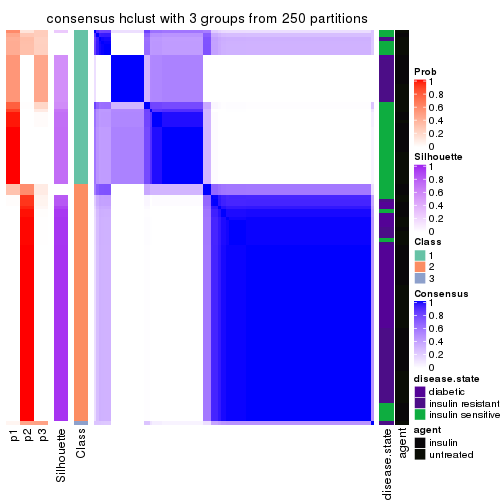 consensus hclust with 3 groups from 250 partitions
Prob
1
0.8
0.6
0.4
0.2
0
Silhouette
1
0.8
0.6
0.4
0.2
0
Class
1
2
3
Consensus
1
0.8
0.6
0.4
0.2
0
disease.state
diabetic
insulin resistant
insulin sensitive
agent
insulin
untreated
p1
p2
p3
Silhouette
Class
disease.state
agent